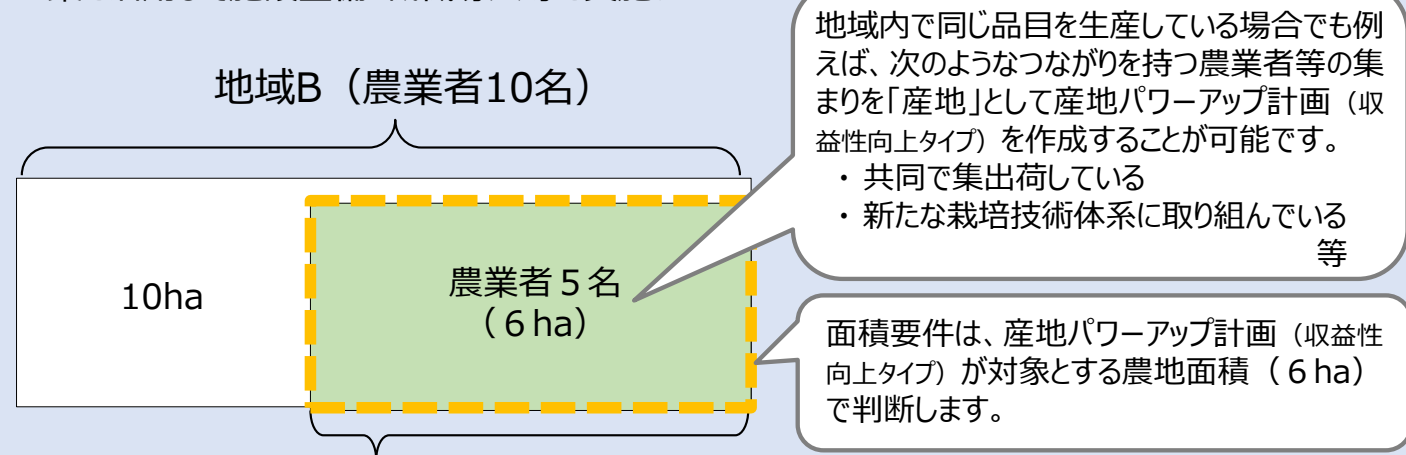 地域B（農業者10名）
10ha
農業者５名
（６ha）
地域内で同じ品目を生産している場合でも例
えば、次のようなつながりを持つ農業者等の集
まりを「産地」として産地パワーアップ計画（収
益性向上タイプ）を作成することが可能です。
・ 共同で集出荷している
・ 新たな栽培技術体系に取り組んでいる
等
面積要件は、産地パワーアップ計画（収益性
向上タイプ）が対象とする農地面積（６ha）
で判断します。